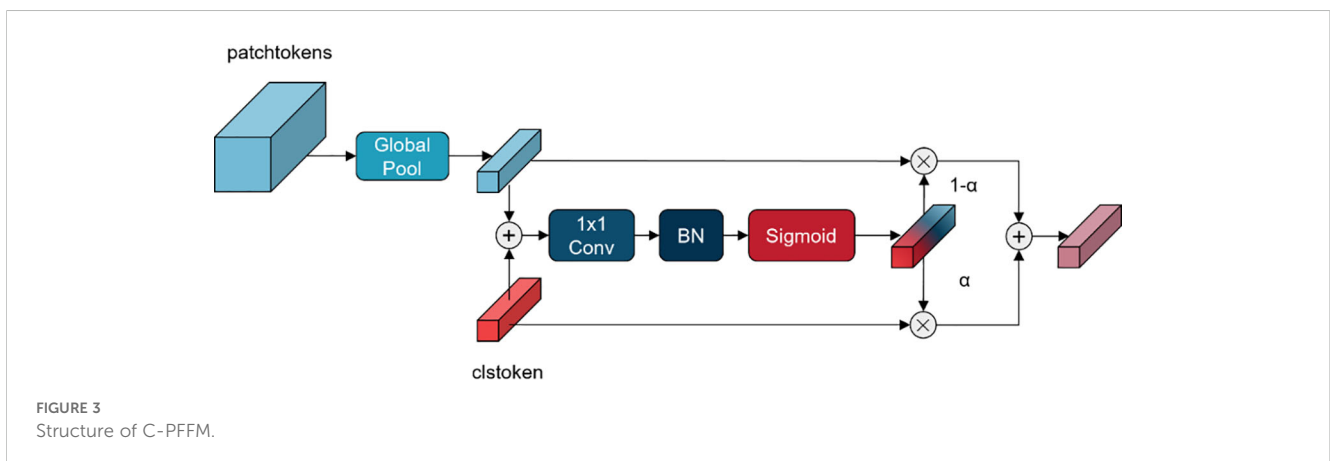 patchtokens
Global
Pool
1-α
1x1
Conv
BN
Sigmoid
α
clstoken
FIGURE 3
Structure of C-PFFM.